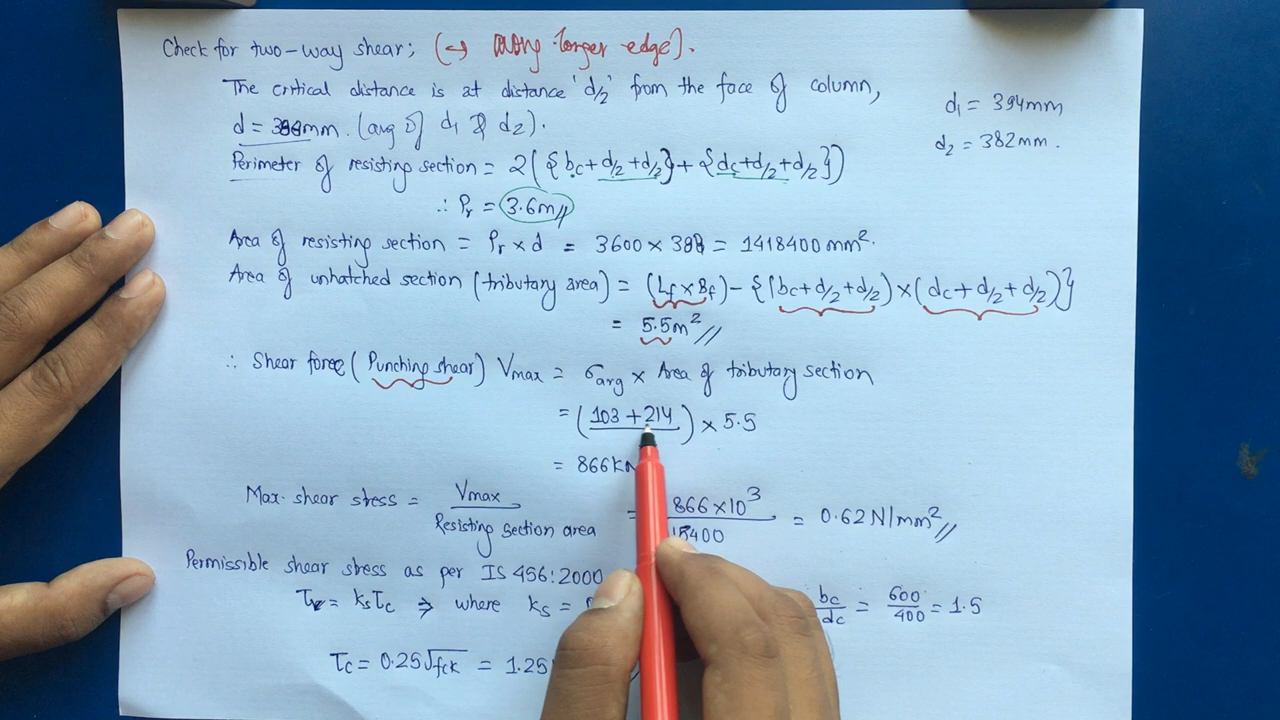 Check for two-way shear; (→ along longer edge).
The critical distance is at distance 'd/2' from the face of column,
d = 388mm. (avg of d1 & d2).
d1 = 394mm
d2 = 382mm.
Perimeter of resisting section = 2({bc+d/2+d/2}+{dc+d/2+d/2})
∴ Pr = 3.6m//
Area of resisting section = Pr × d = 3600 × 388 = 1418400 mm².
Area of unhatched section (tributary area) = (Lf × Bf) - {(bc+d/2+d/2) × (dc+d/2+d/2)}
= 5.5m²//
∴ Shear force (Punching shear) Vmax = σavg × Area of tributary section
= (103 + 214) × 5.5
= 866kN
Max. shear stress = Vmax / Resisting section area = 866×10³ / 18400 = 0.62 N/mm²//
Permissible shear stress as per IS 456:2000
τv = ksτc ⇒ where ks = bc/dc = 600/400 = 1.5
τc = 0.25√fck = 1.25